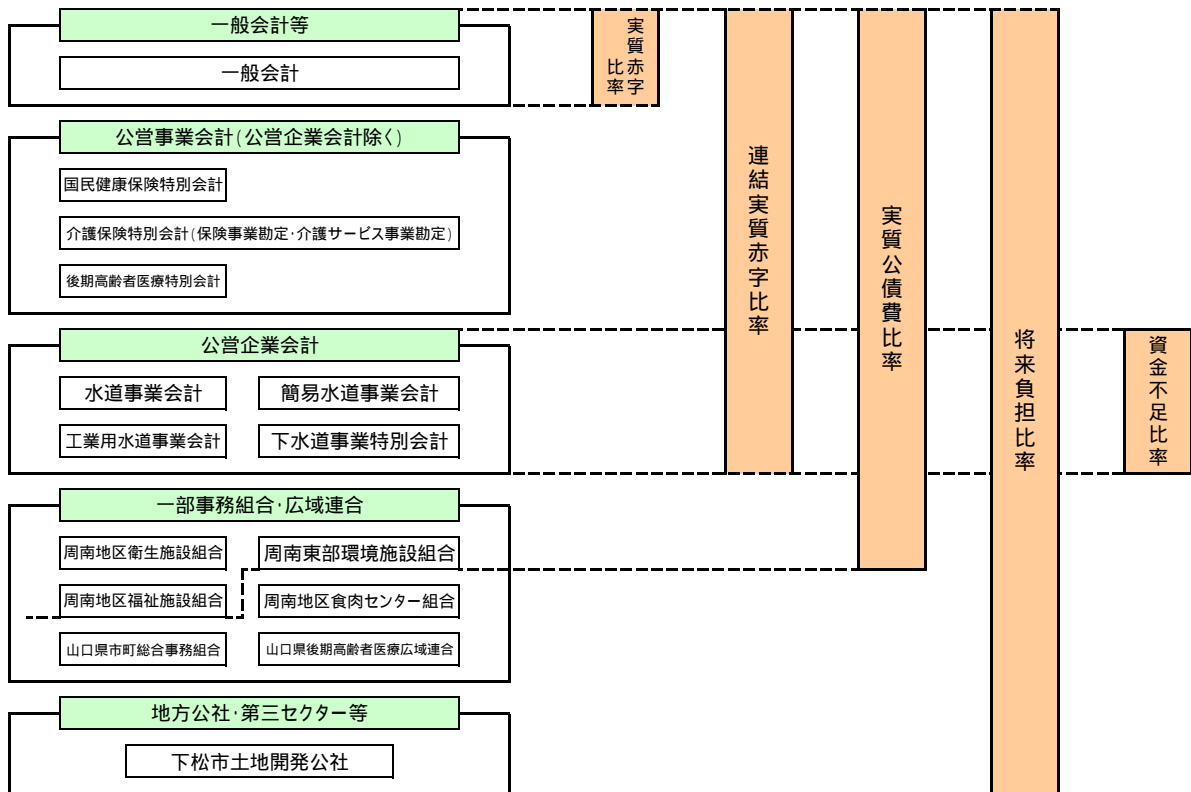 一般会計等
一般会計
公営事業会計(公営企業会計除く)
国民健康保険特別会計
介護保険特別会計(保険事業勘定・介護サービス事業勘定)
後期高齢者医療特別会計
公営企業会計
水道事業会計
簡易水道事業会計
工業用水道事業会計
下水道事業特別会計
一部事務組合・広域連合
周南地区衛生施設組合
周南東部環境施設組合
周南地区福祉施設組合
周南地区食肉センター組合
山口県市町総合事務組合
山口県後期高齢者医療広域連合
地方公社・第三セクター等
下松市土地開発公社
実質赤字
比率
連結実質赤字比率
実質公債費比率
将来負担比率
資金不足比率